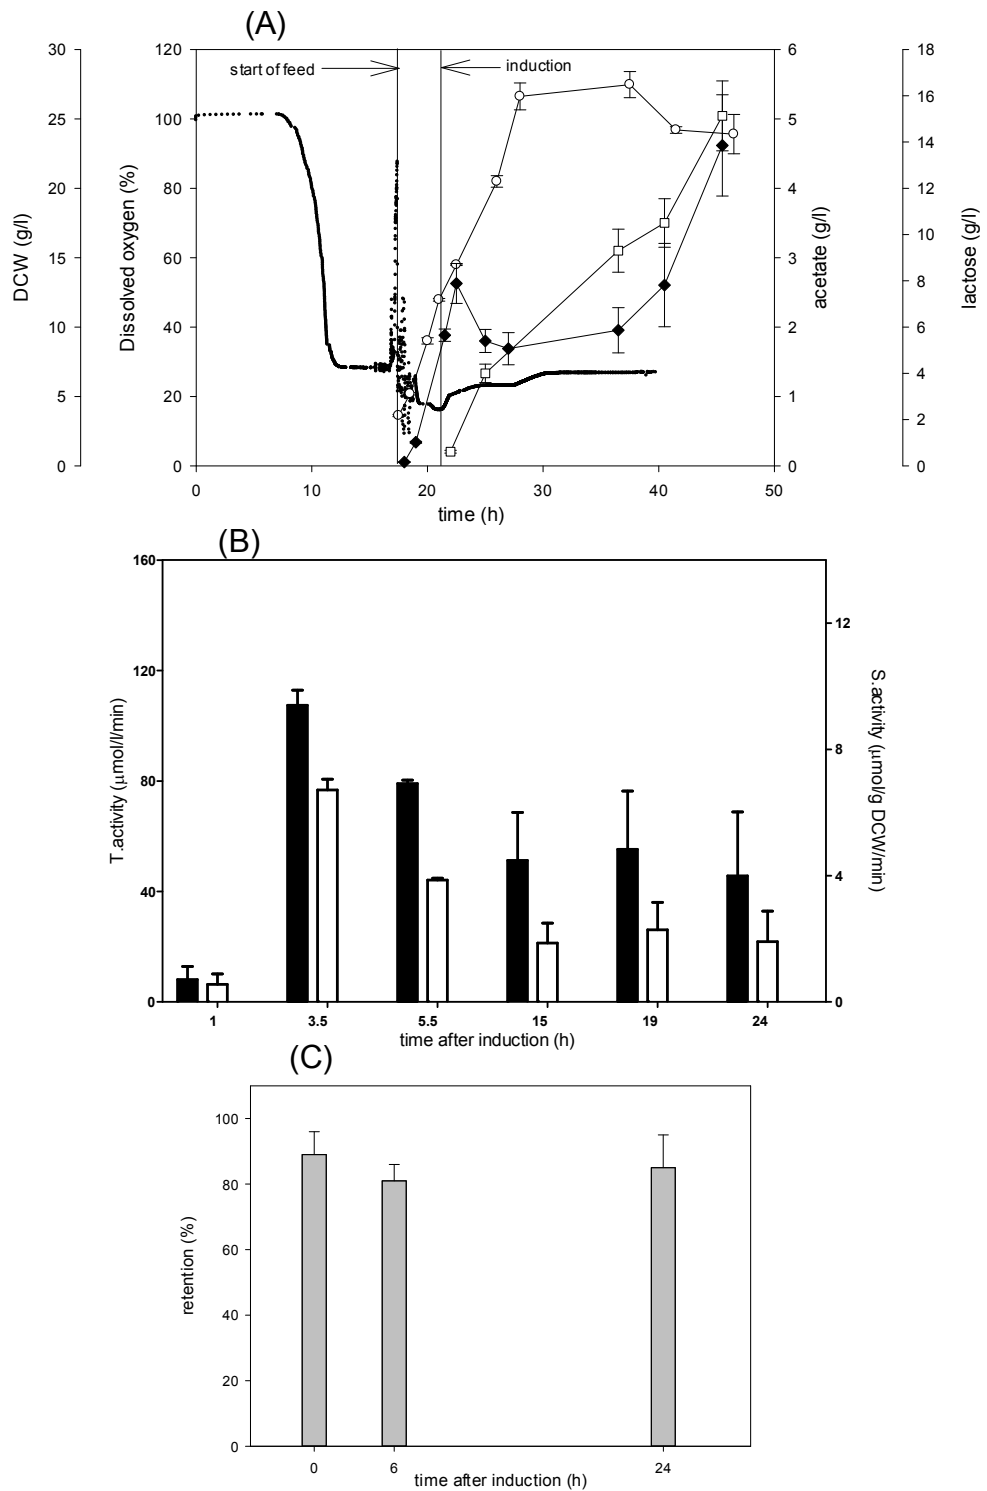 (A)
30
25
20
15
10
5
0
DCW (g/l)
120
100
80
60
40
20
0
Dissolved oxygen (%)
start of feed
induction
6
5
4
3
2
1
0
acetate (g/l)
18
16
14
12
10
8
6
4
2
0
lactose (g/l)
0 10 20 30 40 50
time (h)
(B)
160
120
80
40
0
T.activity (μmol/l/min)
12
8
4
0
S.activity (μmol/g DCW/min)
1 3.5 5.5 15 19 24
time after induction (h)
(C)
100
80
60
40
20
0
retention (%)
0 6 24
time after induction (h)